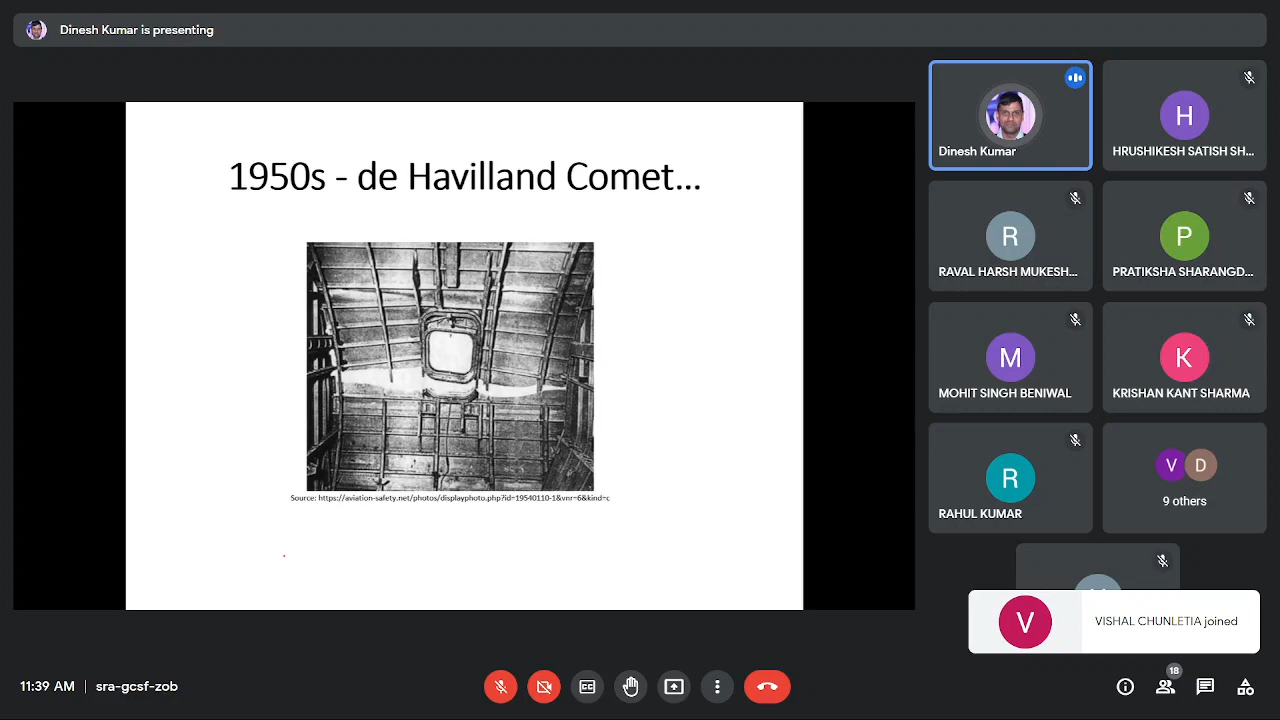 Dinesh Kumar is presenting
1950s - de Havilland Comet...
Source: https://aviation-safety.net/photos/displayphoto.php?id=19540110-1&vnr=6&kind=c
Dinesh Kumar
H
HRUSHIKESH SATISH SH...
R
RAVAL HARSH MUKESH...
P
PRATIKSHA SHARANGD...
M
MOHIT SINGH BENIWAL
K
KRISHAN KANT SHARMA
R
RAHUL KUMAR
V D
9 others
V
VISHAL CHUNLETIA joined
11:39 AM | sra-gcsf-zob
18